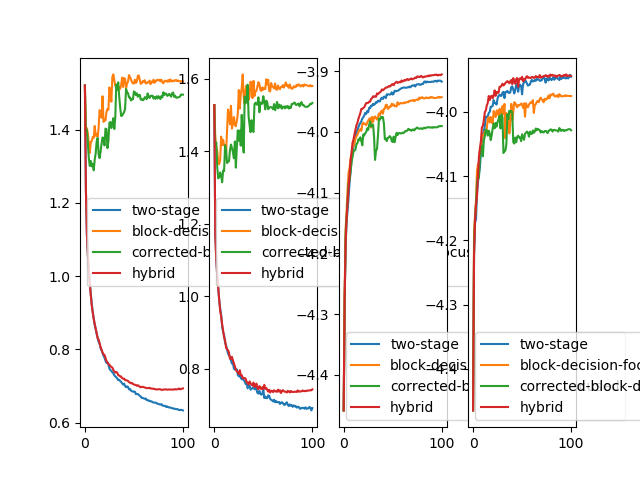 1.4
1.2
1.0
0.8
0.6
0 100
two-stage
block-decis
corrected-b
hybrid
1.6
1.4
1.2
1.0
0.8
0 100
two-stage
block-decis
corrected-b
hybrid
−3.9
−4.0
−4.1
−4.2
−4.3
−4.4
0 100
two-stage
block-decis
corrected-b
hybrid
−4.0
−4.1
−4.2
−4.3
−4.4
0 100
two-stage
block-decision-foc
corrected-block-d
hybrid